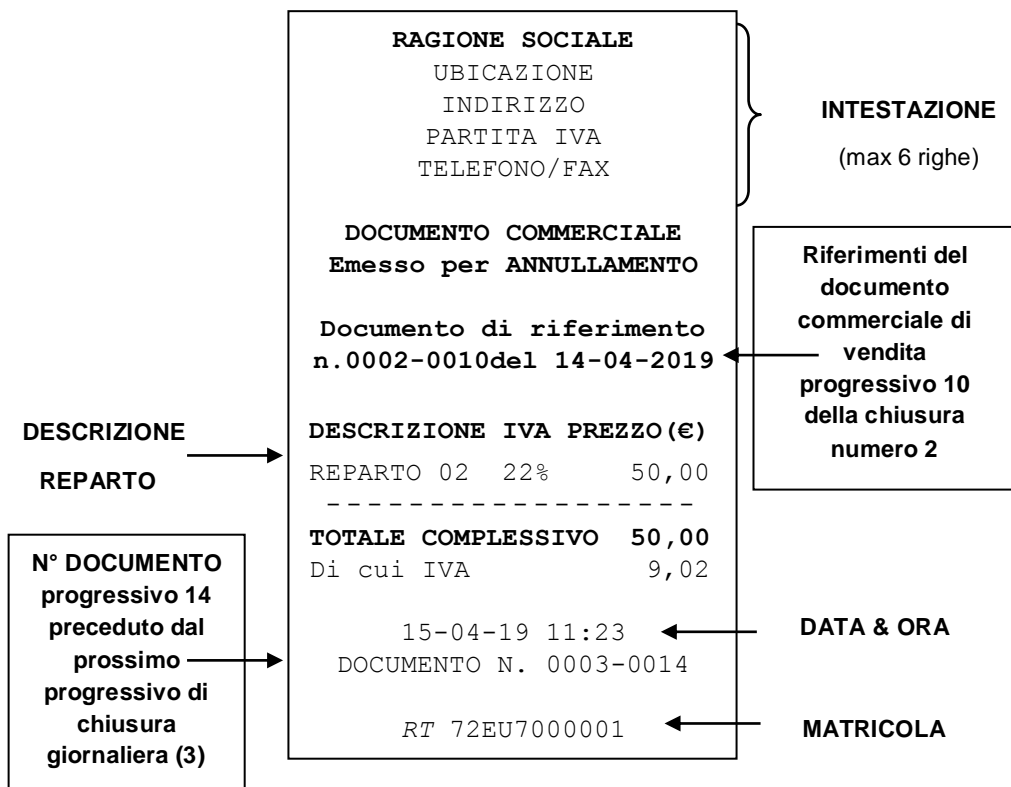 RAGIONE SOCIALE
UBICAZIONE
INDIRIZZO
PARTITA IVA
TELEFONO/FAX
INTESTAZIONE
(max 6 righe)
DOCUMENTO COMMERCIALE
Emesso per ANNULLAMENTO
Documento di riferimento
n.0002-0010del 14-04-2019
Riferimenti del
documento
commerciale di
vendita
progressivo 10
della chiusura
numero 2
DESCRIZIONE
REPARTO
DESCRIZIONE IVA PREZZO(€)
REPARTO 02 22% 50,00
- - - - - - - - - - - - - - - - - -
TOTALE COMPLESSIVO 50,00
Di cui IVA 9,02
N° DOCUMENTO
progressivo 14
preceduto dal
prossimo
progressivo di
chiusura
giornaliera (3)
15-04-19 11:23
DATA & ORA
DOCUMENTO N. 0003-0014
RT 72EU7000001
MATRICOLA